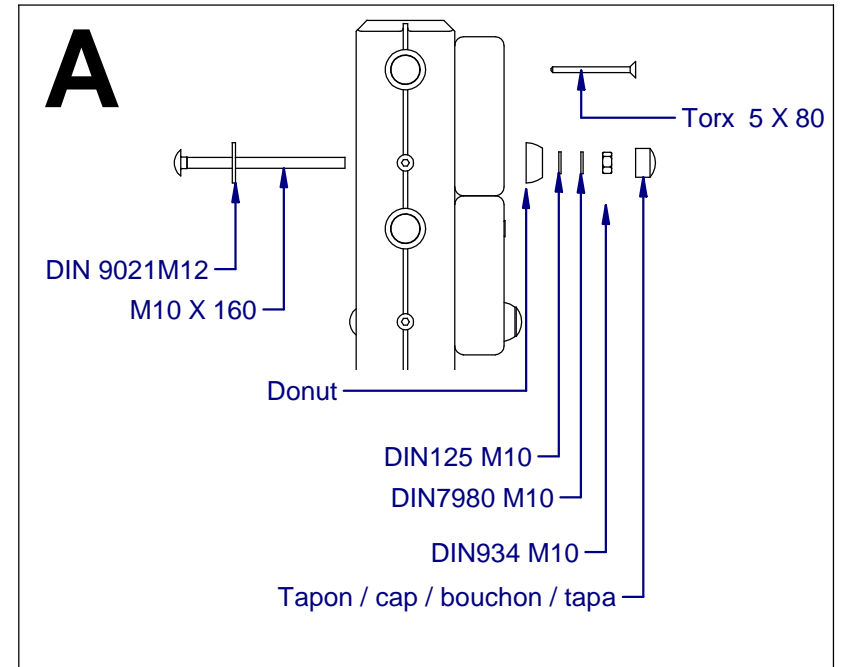 A
Torx 5 X 80
DIN 9021M12
M10 X 160
Donut
DIN125 M10
DIN7980 M10
DIN934 M10
Tapon / cap / bouchon / tapa